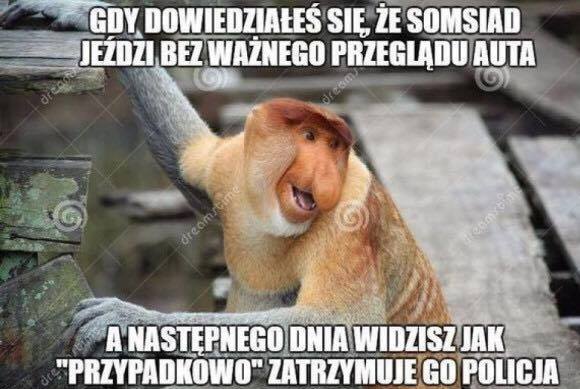 GDY DOWIEDZIAŁEŚ SIĘ, ŻE SOMSIAD
JEŹDZI BEZ WAŻNEGO PRZEGLĄDU AUTA
A NASTĘPNEGO DNIA WIDZISZ JAK
"PRZYPADKOWO" ZATRZYMUJE GO POLICJA